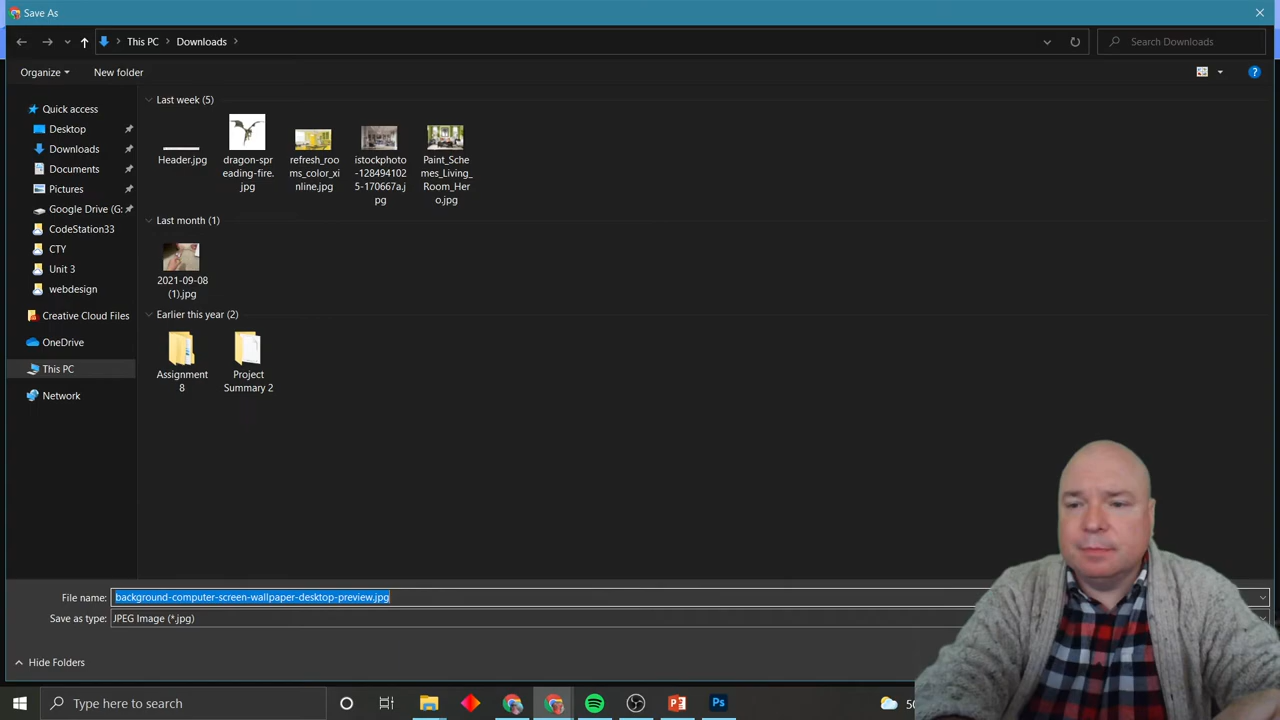 Save As
This PC
Downloads
Search Downloads
Organize
New folder
Quick access
Desktop
Downloads
Documents
Pictures
Google Drive (G:
CodeStation33
CTY
Unit 3
webdesign
Creative Cloud Files
OneDrive
This PC
Network
Last week (5)
Header.jpg
dragon-spr
eading-fire.
jpg
refresh_roo
ms_color_xi
nline.jpg
istockphoto
-128494102
5-170667a.j
pg
Paint_Sche
mes_Living_
Room_Her
o.jpg
Last month (1)
2021-09-08
(1).jpg
Earlier this year (2)
Assignment
8
Project
Summary 2
File name:
background-computer-screen-wallpaper-desktop-preview.jpg
Save as type:
JPEG Image (*.jpg)
Hide Folders
Type here to search
Ps